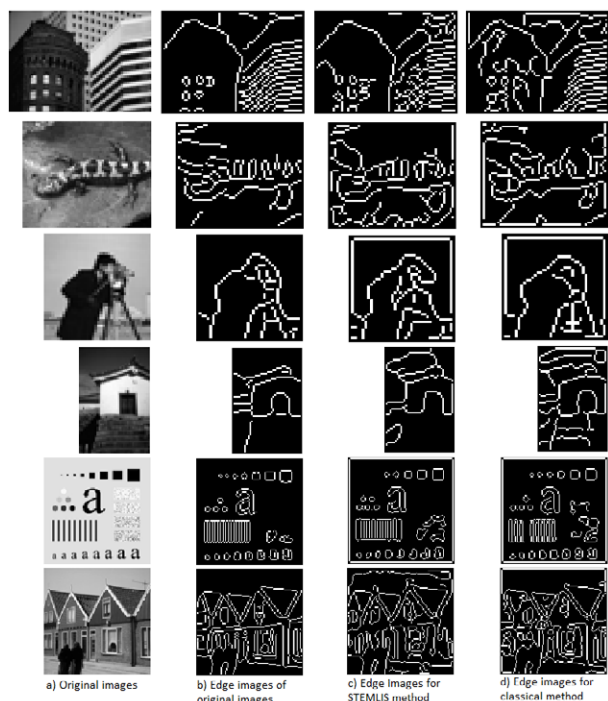 a
a a a a a a a a
a) Original images
b) Edge images of
original images
c) Edge Images for
STEMLIS method
d) Edge images for
classical method